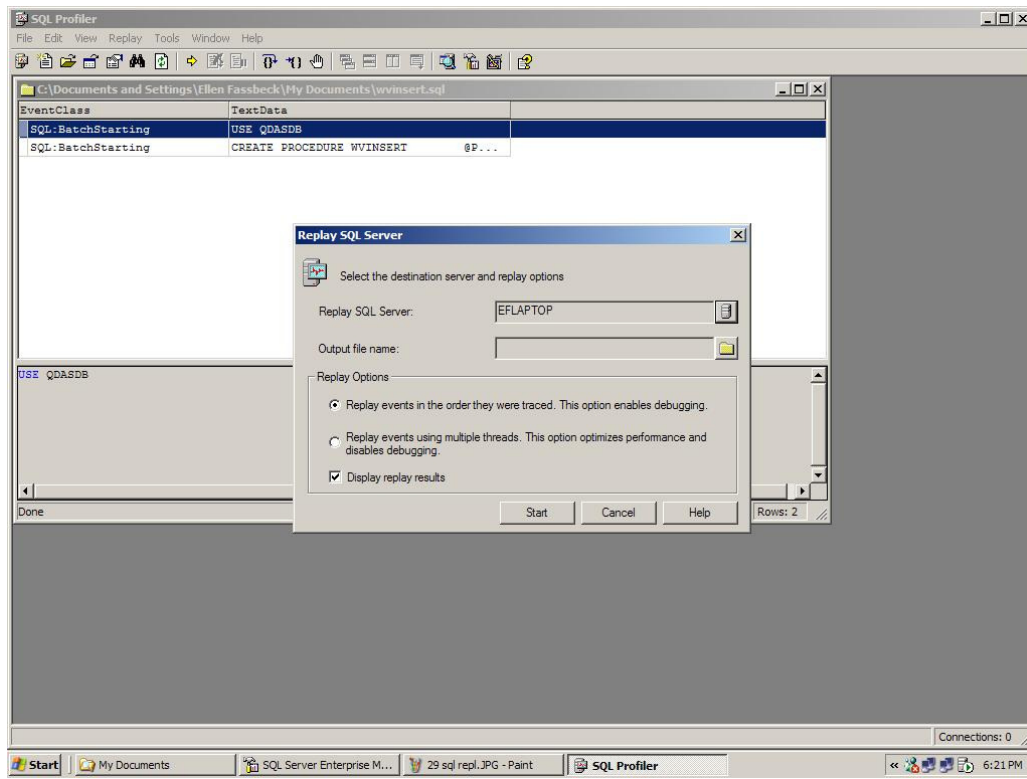 SQL Profiler
File Edit View Replay Tools Window Help
C:\Documents and Settings\Ellen Fassbeck\My Documents\wvinsert.sql
EventClass TextData
SQL:BatchStarting USE QDASDB
SQL:BatchStarting CREATE PROCEDURE WVINSERT @P...
Replay SQL Server
Select the destination server and replay options
Replay SQL Server: EFLAPTOP
Output file name:
Replay Options
Replay events in the order they were traced. This option enables debugging.
Replay events using multiple threads. This option optimizes performance and
disables debugging.
Display replay results
Start Cancel Help
USE QDASDB
Done Rows: 2
Connections: 0
Start My Documents SQL Server Enterprise M... 29 sql repl.JPG - Paint SQL Profiler « 6:21 PM